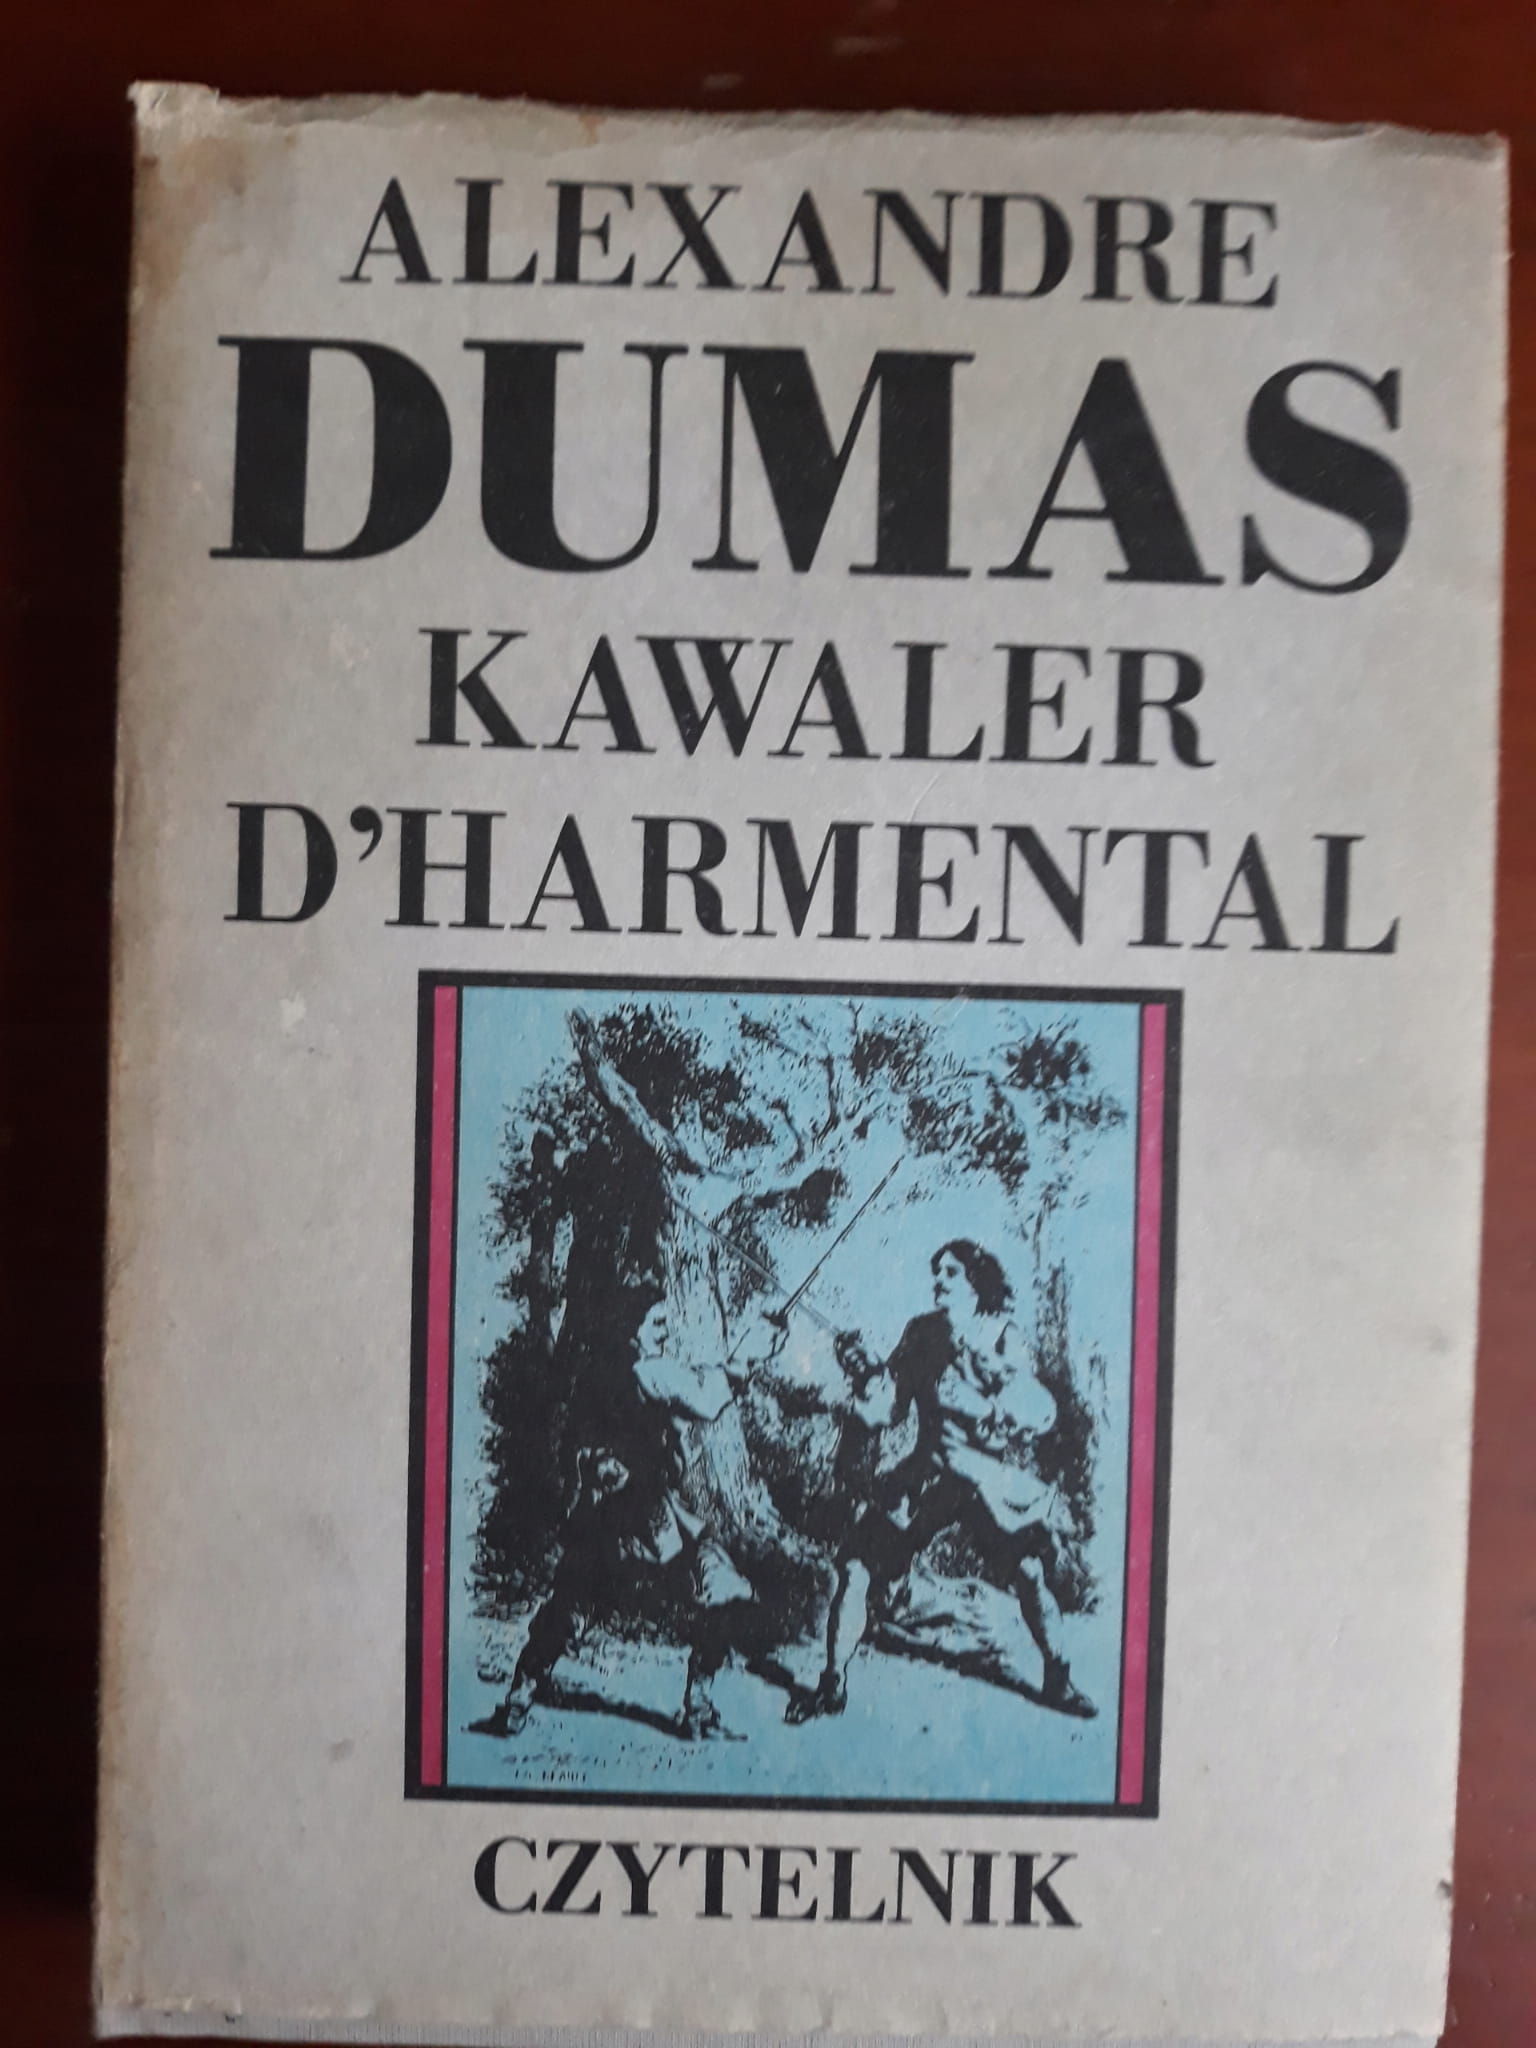 ALEXANDRE
DUMAS
KAWALER
D'HARMENTAL
CZYTELNIK